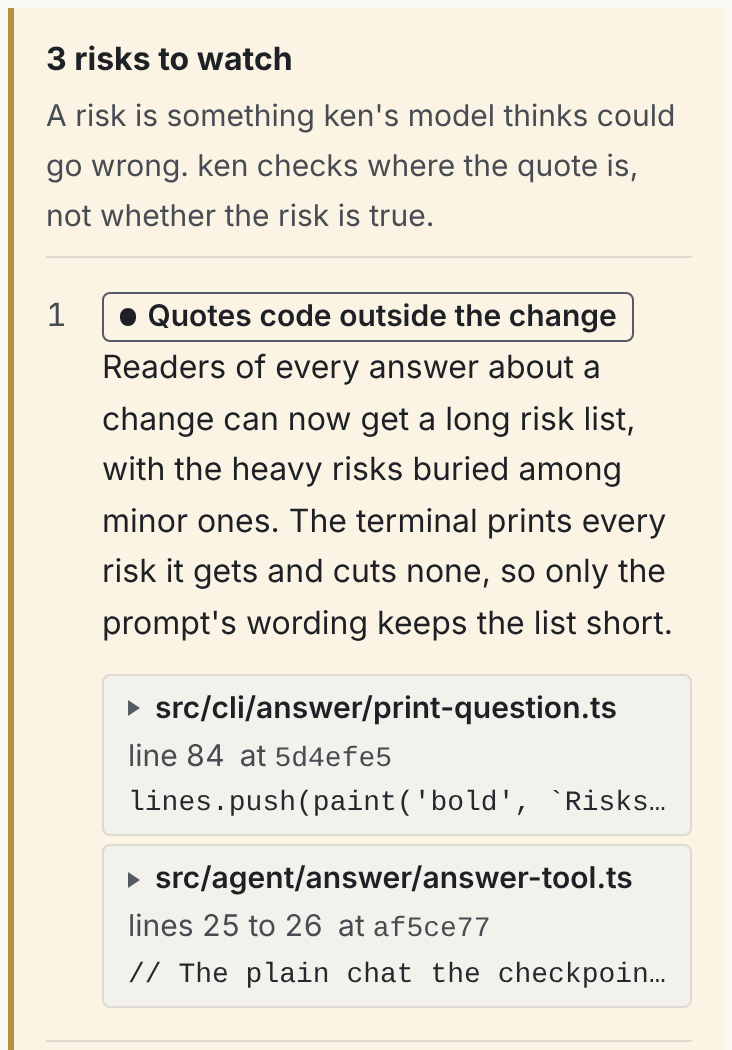 3 risks to watch
A risk is something ken's model thinks could
go wrong. ken checks where the quote is,
not whether the risk is true.
1
● Quotes code outside the change
Readers of every answer about a
change can now get a long risk list,
with the heavy risks buried among
minor ones. The terminal prints every
risk it gets and cuts none, so only the
prompt's wording keeps the list short.
src/cli/answer/print-question.ts
line 84 at 5d4efe5
lines.push(paint('bold', `Risks…
src/agent/answer/answer-tool.ts
lines 25 to 26 at af5ce77
// The plain chat the checkpoin…